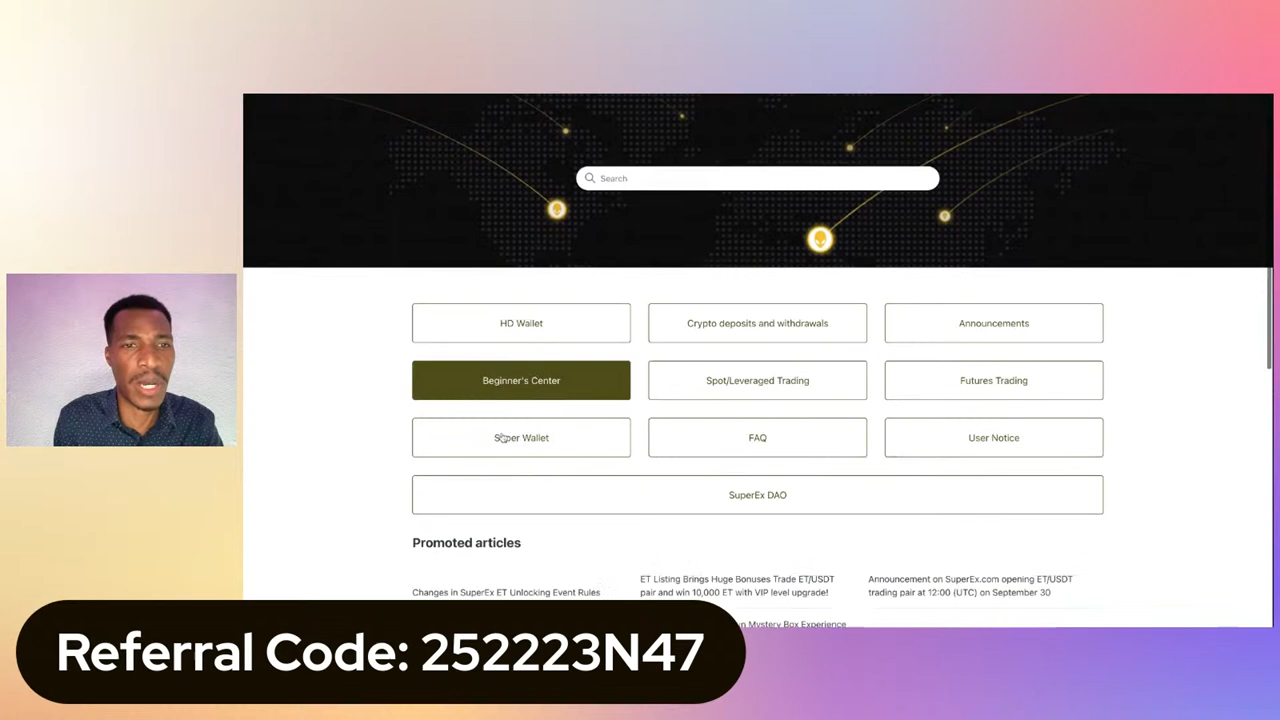 Search
HD Wallet
Crypto deposits and withdrawals
Announcements
Beginner's Center
Spot/Leveraged Trading
Futures Trading
Super Wallet
FAQ
User Notice
SuperEx DAO
Promoted articles
Changes in SuperEx ET Unlocking Event Rules
ET Listing Brings Huge Bonuses Trade ET/USDT
pair and win 10,000 ET with VIP level upgrade!
Announcement on SuperEx.com opening ET/USDT
trading pair at 12:00 (UTC) on September 30
Mystery Box Experience
Referral Code: 252223N47